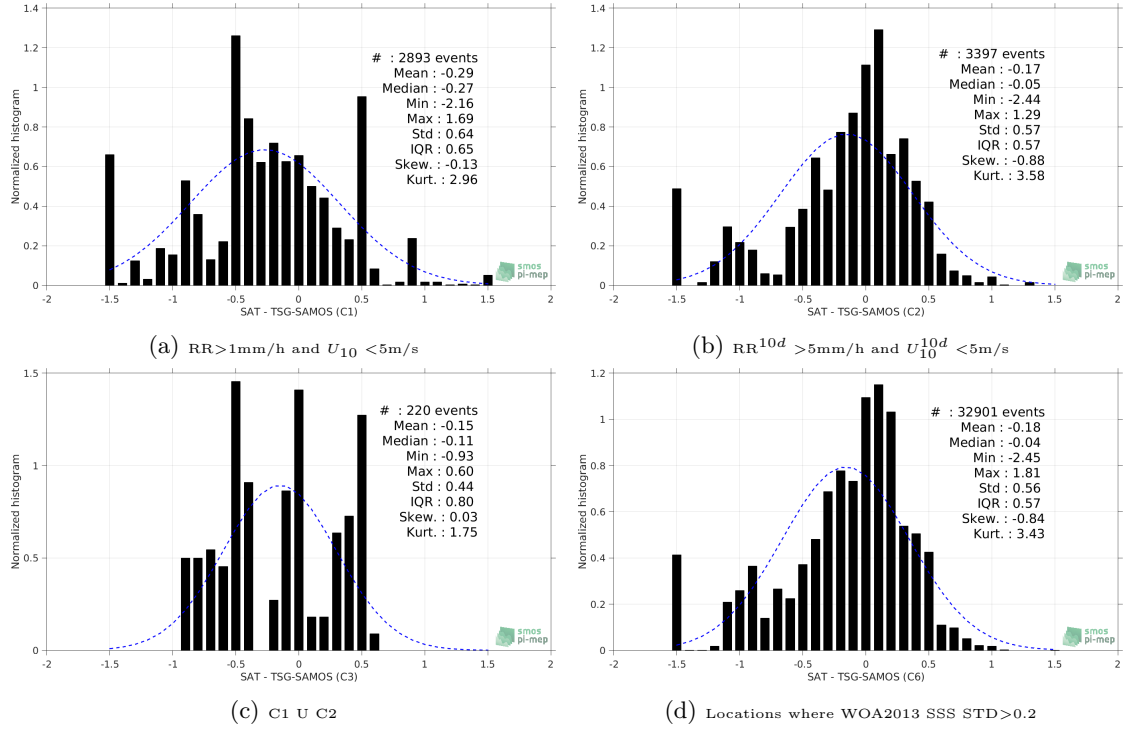 1.4
1.2
1
0.8
0.6
0.4
0.2
0
-2
-1.5
-1
-0.5
0
0.5
1
1.5
2
Normalized histogram
SAT - TSG-SAMOS (C1)
# : 2893 events
Mean : -0.29
Median : -0.27
Min : -2.16
Max : 1.69
Std : 0.64
IQR : 0.65
Skew. : -0.13
Kurt. : 2.96
smos
pi-mep
(a) RR>1mm/h and U10 <5m/s
1.4
1.2
1
0.8
0.6
0.4
0.2
0
-2
-1.5
-1
-0.5
0
0.5
1
1.5
2
Normalized histogram
SAT - TSG-SAMOS (C2)
# : 3397 events
Mean : -0.17
Median : -0.05
Min : -2.44
Max : 1.29
Std : 0.57
IQR : 0.57
Skew. : -0.88
Kurt. : 3.58
smos
pi-mep
(b) RR10d >5mm/h and U10 10d <5m/s
1.5
1
0.5
0
-2
-1.5
-1
-0.5
0
0.5
1
1.5
2
Normalized histogram
SAT - TSG-SAMOS (C3)
# : 220 events
Mean : -0.15
Median : -0.11
Min : -0.93
Max : 0.60
Std : 0.44
IQR : 0.80
Skew. : 0.03
Kurt. : 1.75
smos
pi-mep
(c) C1 U C2
1.2
1
0.8
0.6
0.4
0.2
0
-2
-1.5
-1
-0.5
0
0.5
1
1.5
2
Normalized histogram
SAT - TSG-SAMOS (C6)
# : 32901 events
Mean : -0.18
Median : -0.04
Min : -2.45
Max : 1.81
Std : 0.56
IQR : 0.57
Skew. : -0.84
Kurt. : 3.43
smos
pi-mep
(d) Locations where WOA2013 SSS STD>0.2